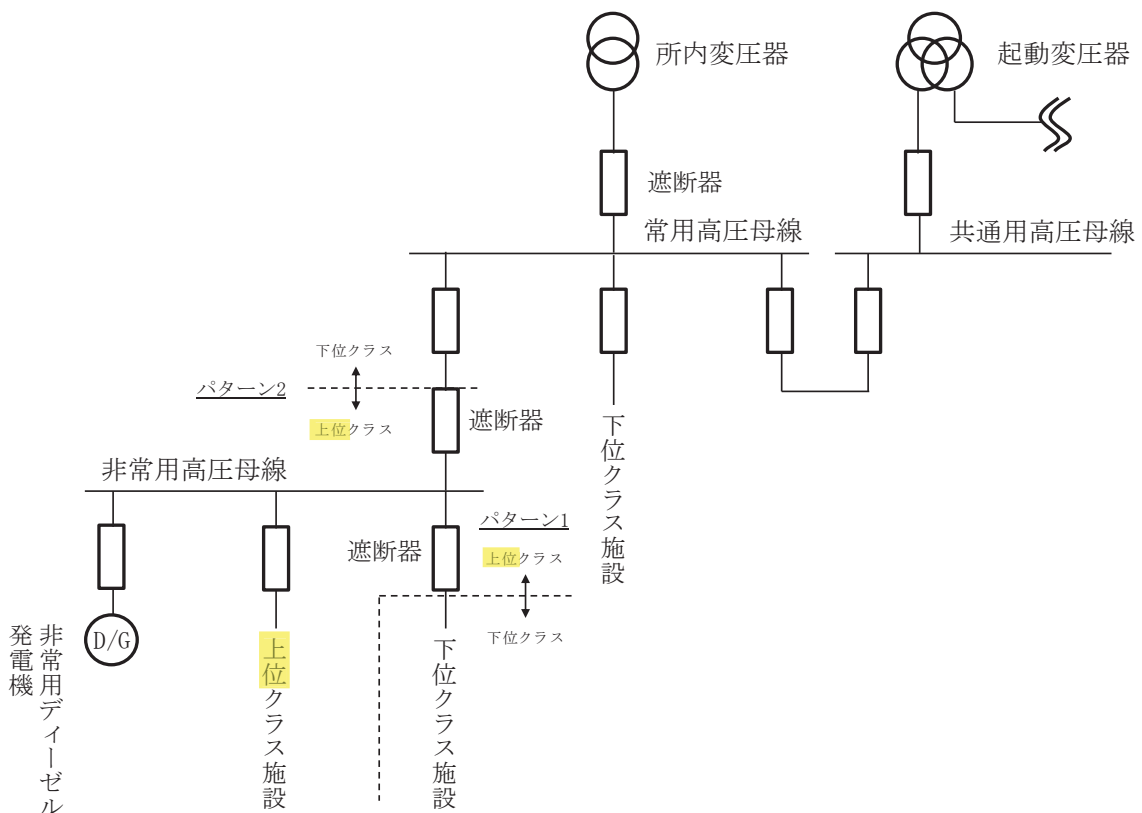 所内変圧器
起動変圧器
遮断器
常用高圧母線
共通用高圧母線
下位クラス
パターン2
上位クラス
遮断器
下位クラス施設
非常用高圧母線
パターン1
遮断器
上位クラス
下位クラス
D/G
非常用ディーゼル
発電機
上位クラス施設
下位クラス施設